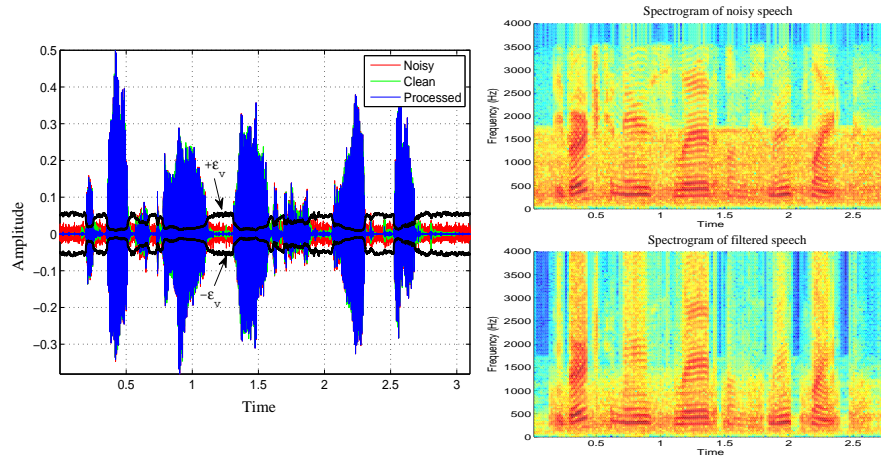 0.5
0.4
0.3
0.2
0.1
0
-0.1
-0.2
-0.3
Amplitude
Noisy
Clean
Processed
+ε_v
−ε_v
0.5 1 1.5 2 2.5 3
Time
Spectrogram of noisy speech
4000
3500
3000
2500
2000
1500
1000
500
0
Frequency (Hz)
0.5 1 1.5 2 2.5
Time
Spectrogram of filtered speech
4000
3500
3000
2500
2000
1500
1000
500
0
Frequency (Hz)
0.5 1 1.5 2 2.5
Time